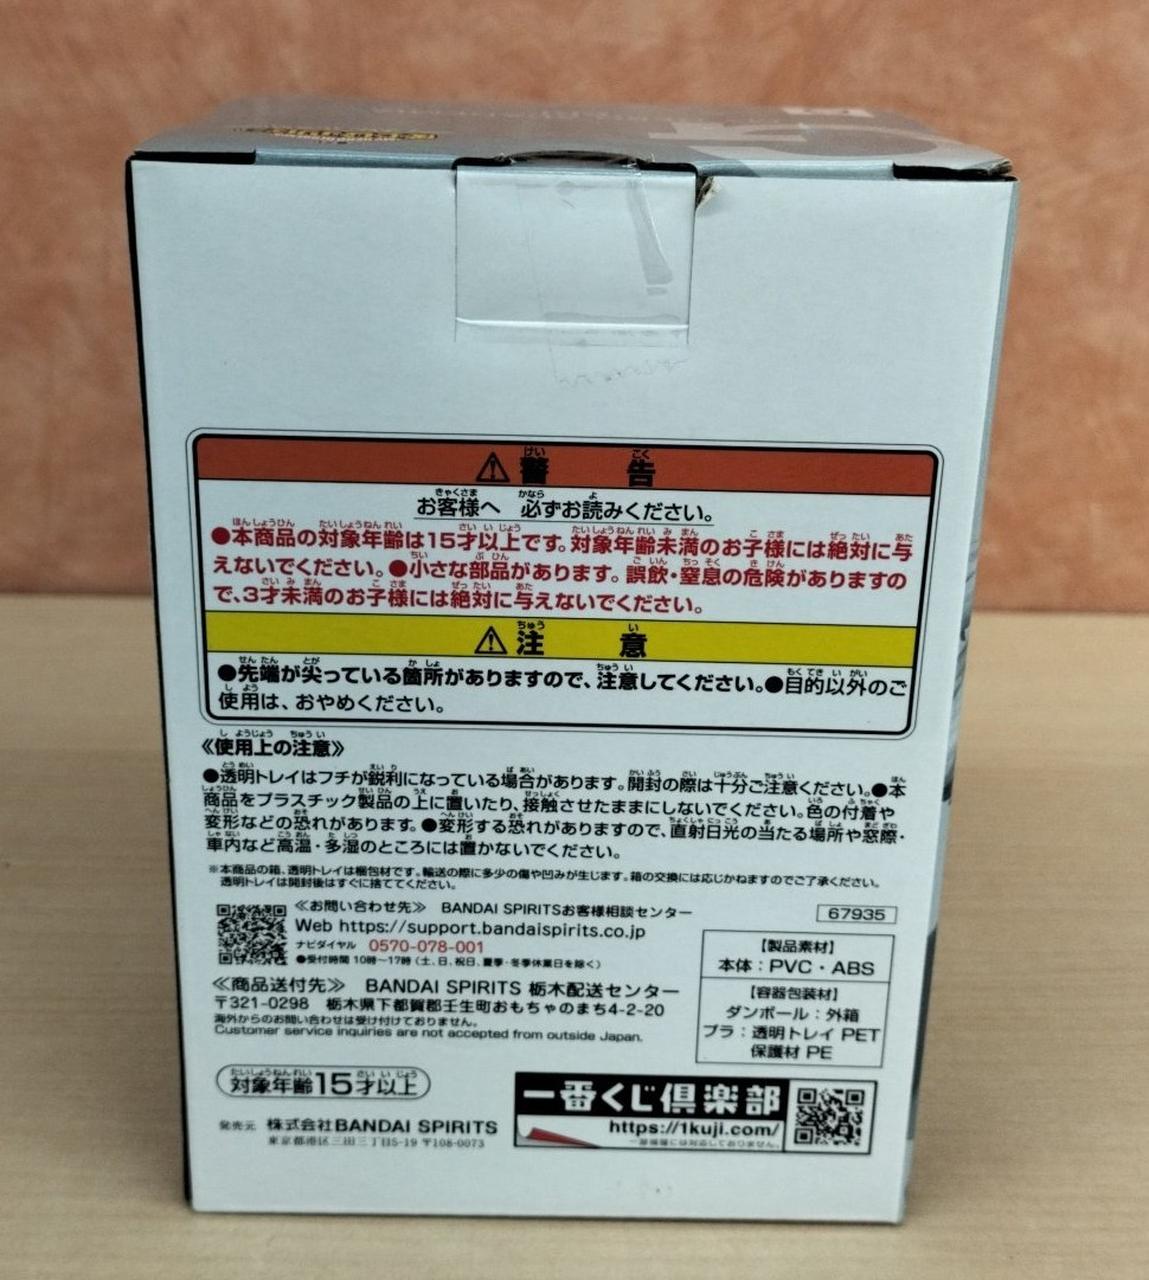 ⚠警告
お客様へ 必ずお読みください。
●本商品の対象年齢は15才以上です。対象年齢未満のお子様には絶対に与
えないでください。●小さな部品があります。誤飲・窒息の危険がありますの
で、3才未満のお子様には絶対に与えないでください。
⚠注意
●先端が尖っている箇所がありますので、注意してください。●目的以外のご
使用は、おやめください。
《使用上の注意》
●透明トレイはフチが鋭利になっている場合があります。開封の際は十分ご注意ください。●本
商品をプラスチック製品の上に置いたり、接触させたままにしないでください。色の付着や
変形などの恐れがあります。●変形する恐れがありますので、直射日光の当たる場所や窓際・
車内など高温・多湿のところには置かないでください。
※本商品の箱、透明トレイは梱包材です。輸送の際に多少の傷や凹みが生じます。箱の交換には応じかねますのでご了承ください。
透明トレイは開封後はすぐに捨ててください。
≪お問い合わせ先≫ BANDAI SPIRITSお客様相談センター
Web https://support.bandaispirits.co.jp
ナビダイヤル 0570-078-001
●受付時間 10時~17時 (土、日、祝日、夏季・冬季休業日を除く)
67935
≪商品送付先≫ BANDAI SPIRITS 栃木配送センター
〒321-0298 栃木県下都賀郡壬生町おもちゃのまち4-2-20
海外からのお問い合わせは受け付けておりません。
Customer service inquiries are not accepted from outside Japan.
【製品素材】
本体：PVC・ABS
【容器包装材】
ダンボール：外箱
プラ：透明トレイ PET
保護材 PE
対象年齢15才以上
発売元 株式会社BANDAI SPIRITS
東京都港区三田三丁目5-19 〒108-0073
一番くじ倶楽部
https://1kuji.com/